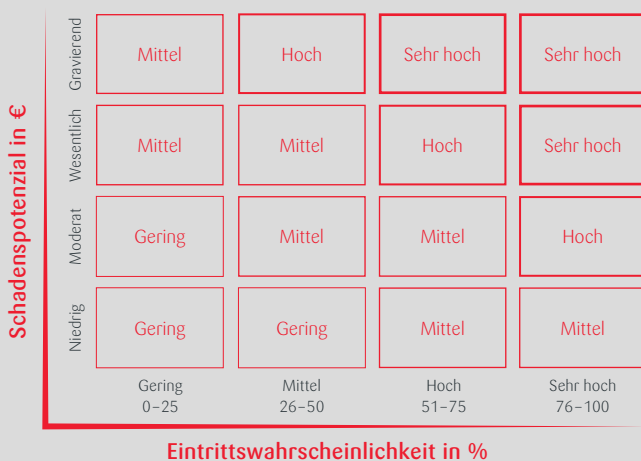 Schadenspotenzial in €
Gravierend
Mittel
Hoch
Sehr hoch
Sehr hoch
Wesentlich
Mittel
Mittel
Hoch
Sehr hoch
Moderat
Gering
Mittel
Mittel
Hoch
Niedrig
Gering
Gering
Mittel
Mittel
Gering
0–25
Mittel
26–50
Hoch
51–75
Sehr hoch
76–100
Eintrittswahrscheinlichkeit in %